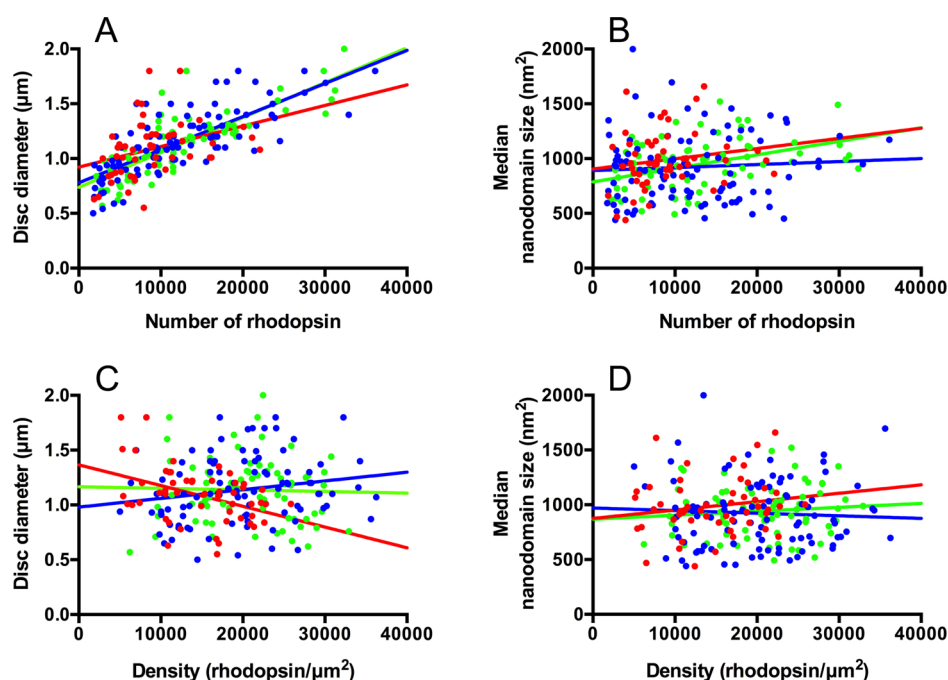 A
2.0
1.5
1.0
0.5
0.0
Disc diameter (µm)
0 10000 20000 30000 40000
Number of rhodopsin
B
2000
1500
1000
500
0
Median
nanodomain size (nm²)
0 10000 20000 30000 40000
Number of rhodopsin
C
2.0
1.5
1.0
0.5
0.0
Disc diameter (µm)
0 10000 20000 30000 40000
Density (rhodopsin/µm²)
D
2000
1500
1000
500
0
Median
nanodomain size (nm²)
0 10000 20000 30000 40000
Density (rhodopsin/µm²)